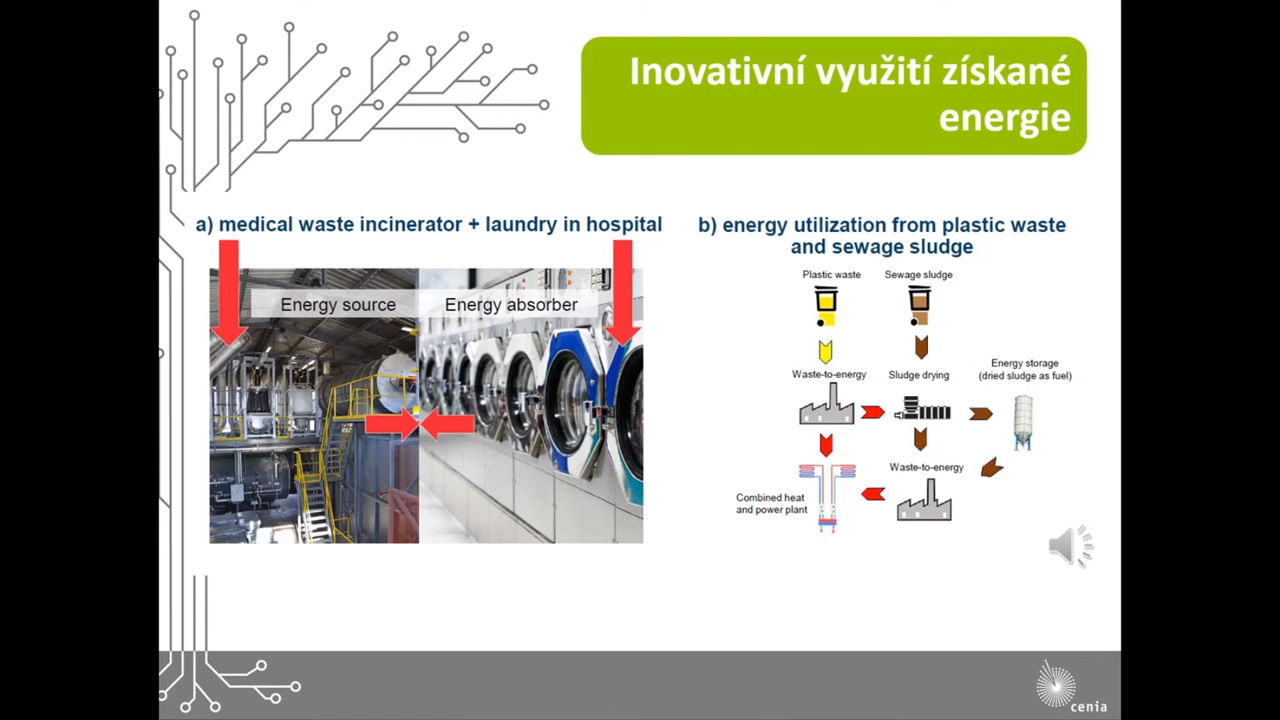 Inovativní využití získané
energie
a) medical waste incinerator + laundry in hospital
Energy source
Energy absorber
b) energy utilization from plastic waste
and sewage sludge
Plastic waste
Sewage sludge
Waste-to-energy
Sludge drying
Energy storage
(dried sludge as fuel)
Waste-to-energy
Combined heat
and power plant
cenia